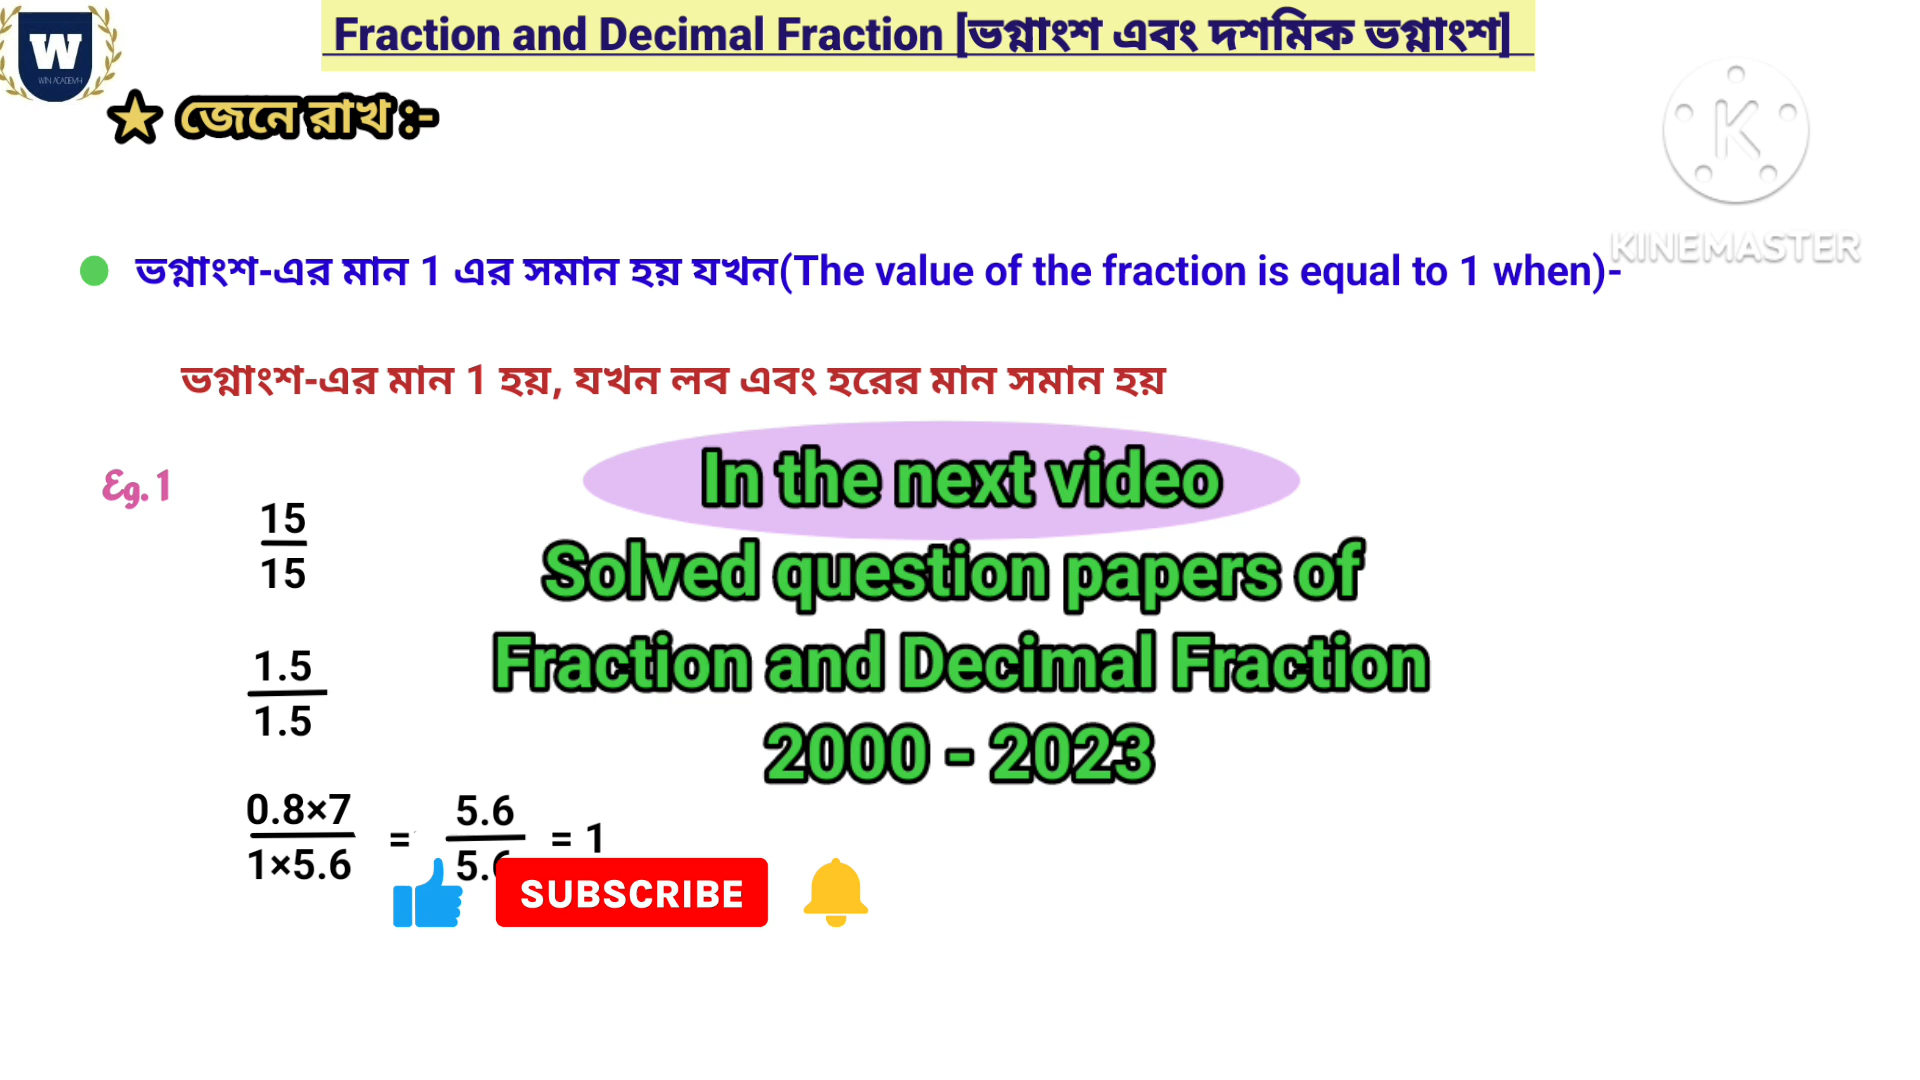 Fraction and Decimal Fraction [ভগ্নাংশ এবং দশমিক ভগ্নাংশ]
W
WIN ACADEMY
★ জেনে রাখ :-
K
KINEMASTER
ভগ্নাংশ-এর মান 1 এর সমান হয় যখন(The value of the fraction is equal to 1 when)-
ভগ্নাংশ-এর মান 1 হয়, যখন লব এবং হরের মান সমান হয়
Eg. 1
15
15
1.5
1.5
0.8×7
1×5.6
=
5.6
5.
= 1
In the next video
Solved question papers of
Fraction and Decimal Fraction
2000 - 2023
SUBSCRIBE